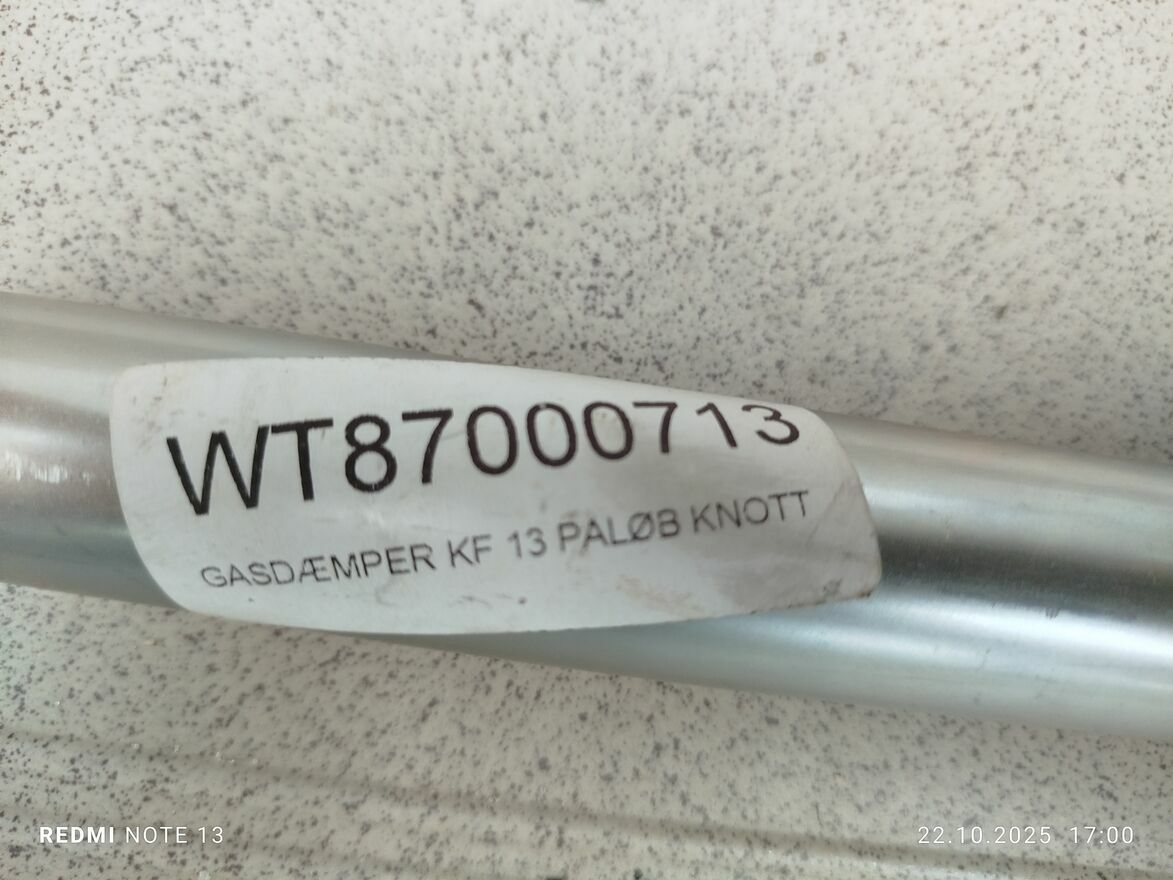 WT87000713
GASDÆMPER KF 13 PALØB KNOTT
REDMI NOTE 13
22.10.2025 17:00